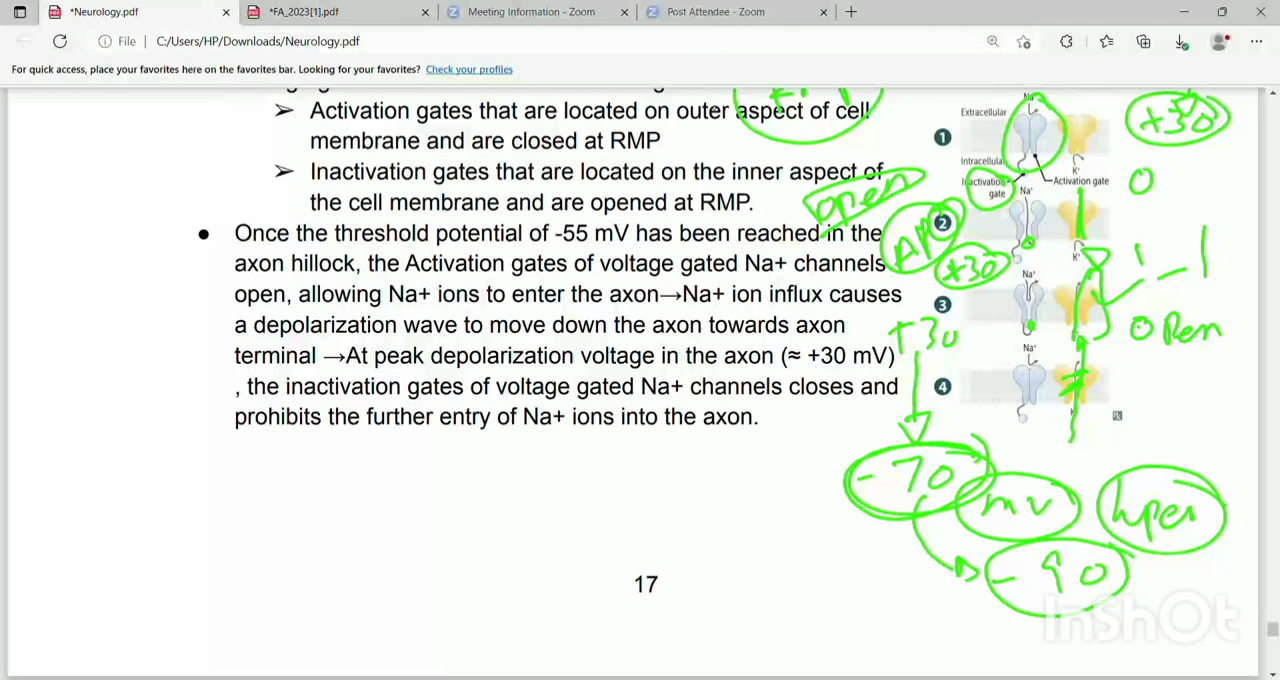 *Neurology.pdf
*FA_2023[1].pdf
Meeting Information - Zoom
Post Attendee - Zoom
File
C:/Users/HP/Downloads/Neurology.pdf
For quick access, place your favorites here on the favorites bar. Looking for your favorites? Check your profiles
➢ Activation gates that are located on outer aspect of cell
membrane and are closed at RMP
➢ Inactivation gates that are located on the inner aspect of
the cell membrane and are opened at RMP.
● Once the threshold potential of -55 mV has been reached in the
axon hillock, the Activation gates of voltage gated Na+ channels
open, allowing Na+ ions to enter the axon→Na+ ion influx causes
a depolarization wave to move down the axon towards axon
terminal →At peak depolarization voltage in the axon (≈ +30 mV)
, the inactivation gates of voltage gated Na+ channels closes and
prohibits the further entry of Na+ ions into the axon.
17
Na⁺
Extracellular
1
Intracellular
K⁺
Inactivation
gate
Activation gate
Na⁺
2
K⁺
Na⁺
3
Na⁺
4
+30
0
open
AP
+30
+30
open
-70
mv
hyper
-90
InShOt